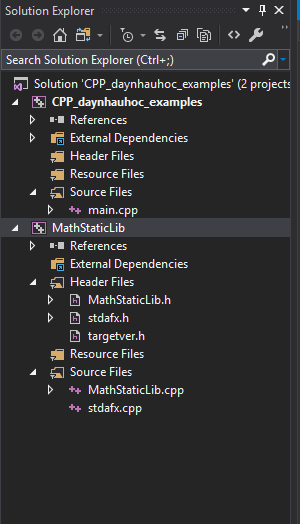 Solution Explorer
Search Solution Explorer (Ctrl+;)
Solution 'CPP_daynhauhoc_examples' (2 projects
CPP_daynhauhoc_examples
References
External Dependencies
Header Files
Resource Files
Source Files
main.cpp
MathStaticLib
References
External Dependencies
Header Files
MathStaticLib.h
stdafx.h
targetver.h
Resource Files
Source Files
MathStaticLib.cpp
stdafx.cpp